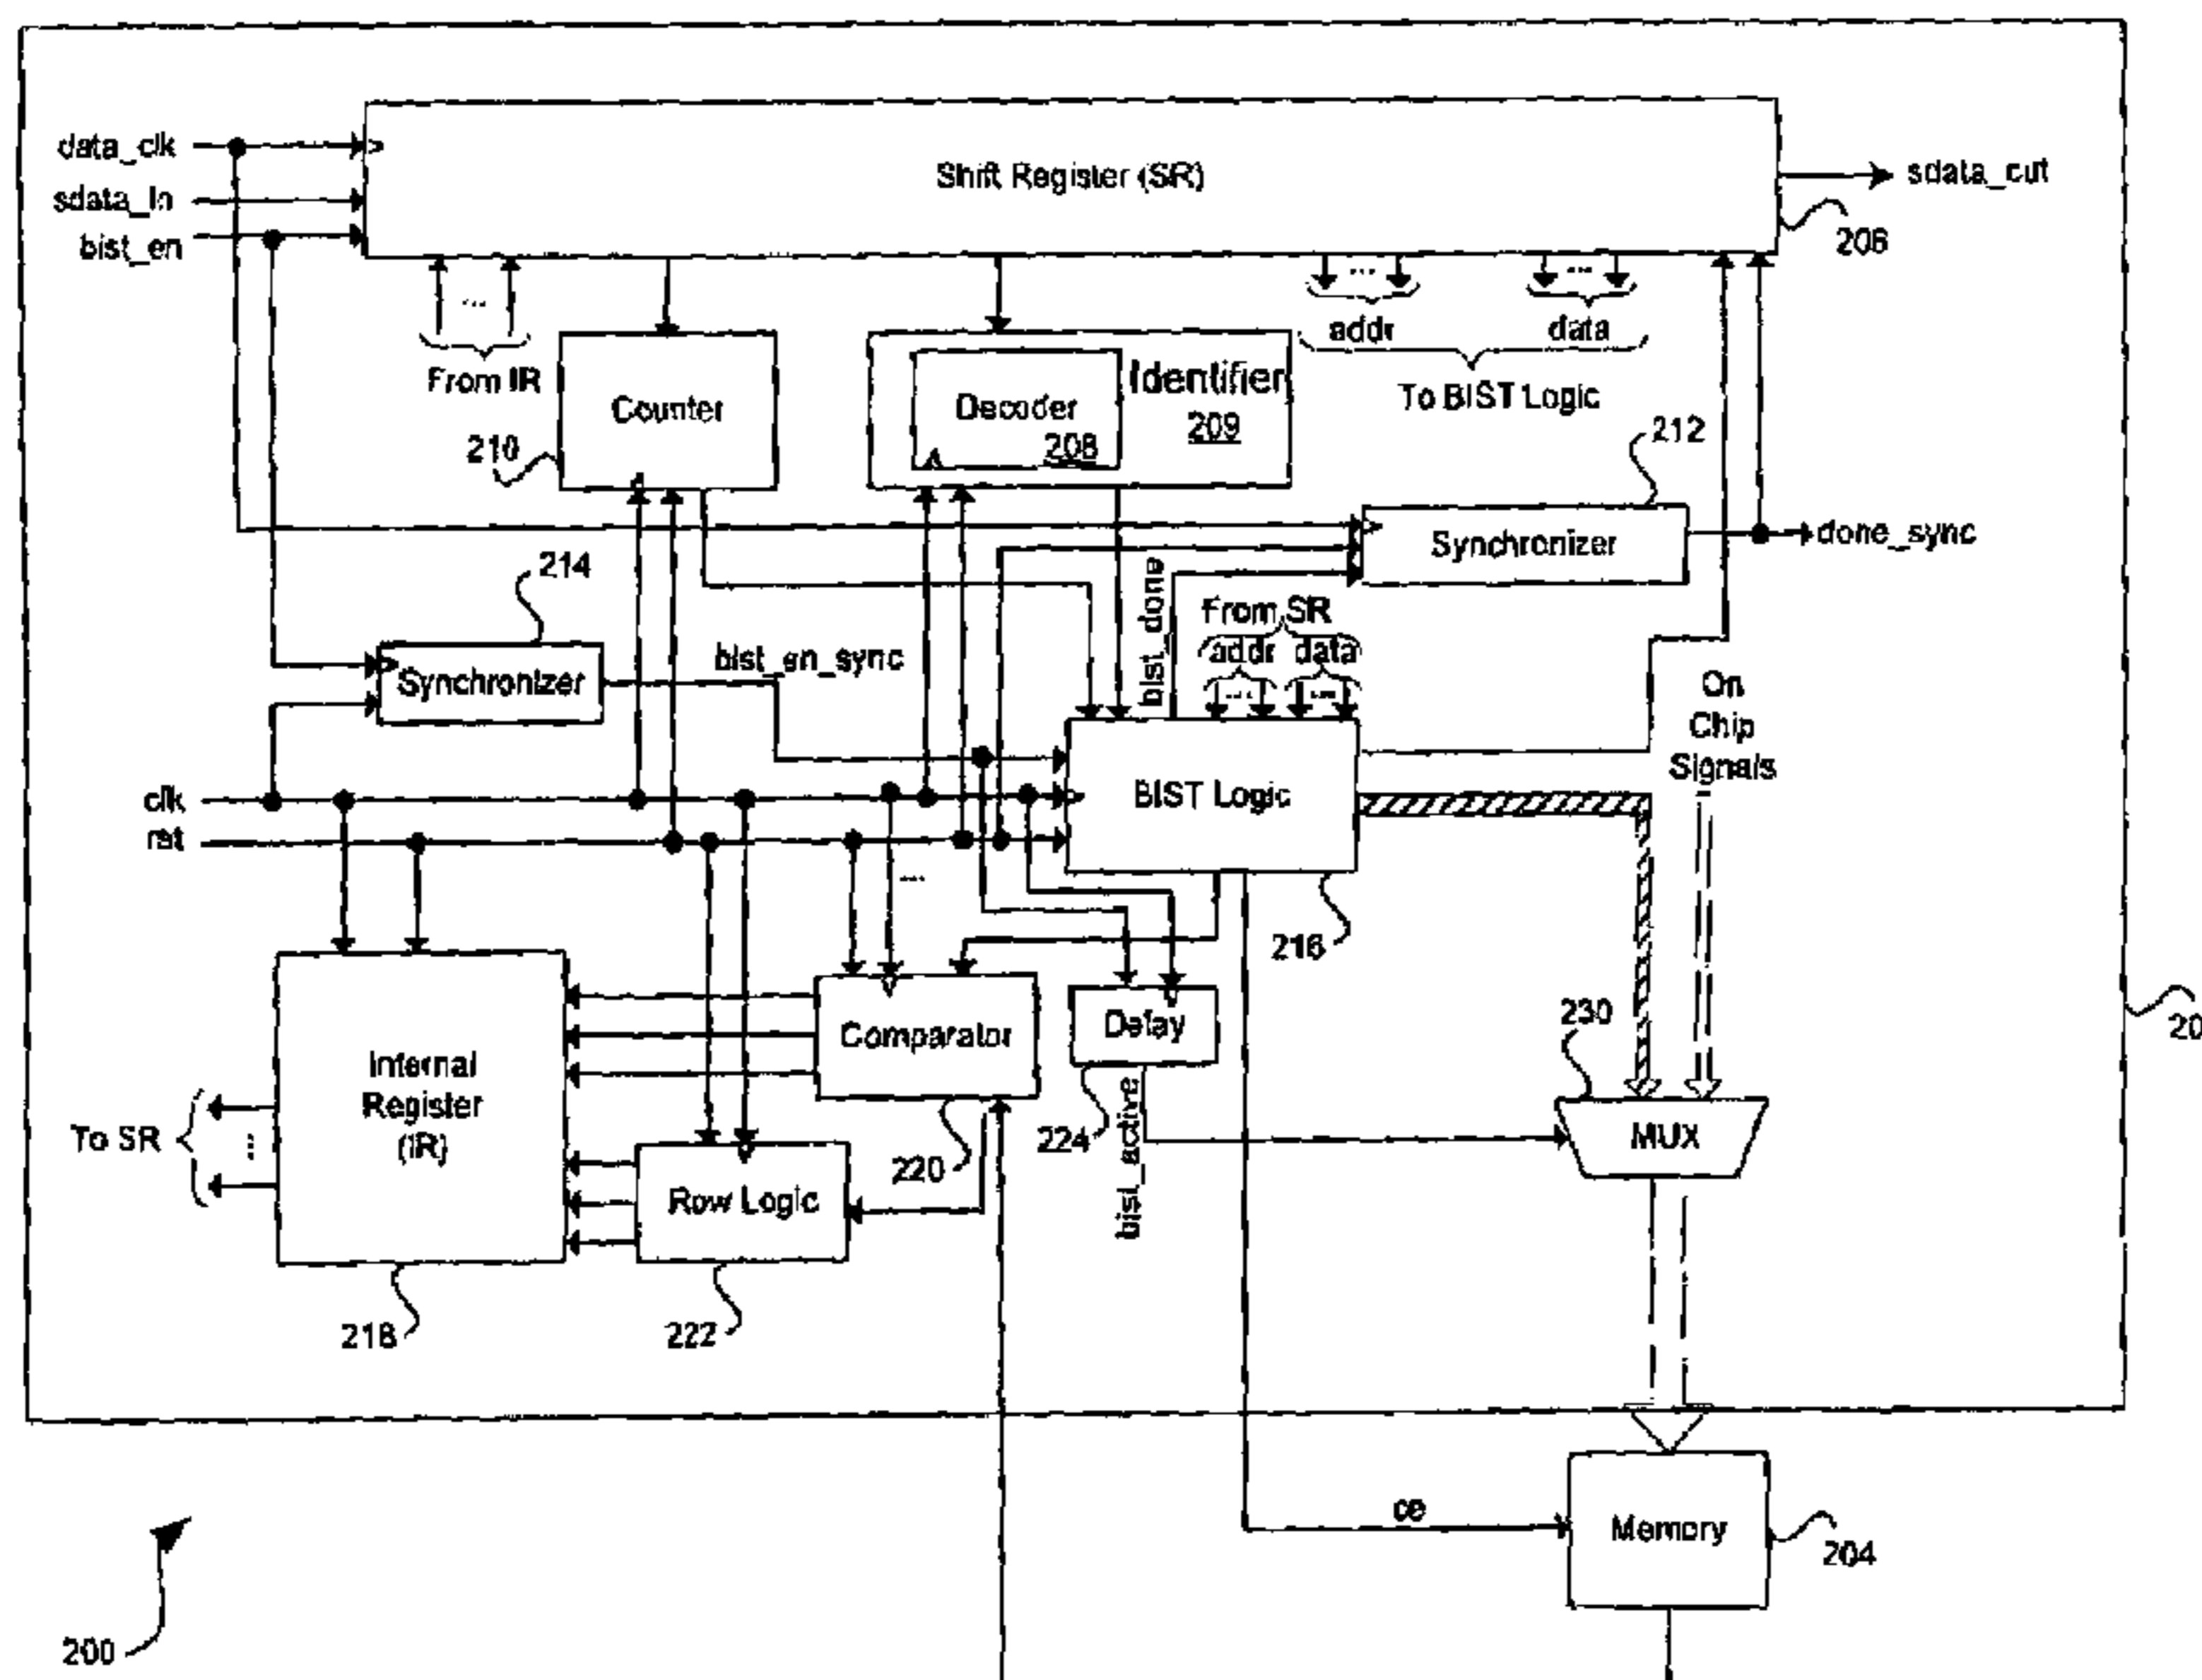 data_clk
sdata_in
bist_en
Shift Register (SR)
sdata_out
206
...
From IR
Counter
210
Decoder
208
Identifier
209
...
addr
...
data
To BIST Logic
212
Synchronizer
done_sync
214
Synchronizer
bist_en_sync
bist_done
From SR
addr data
... ...
On
Chip
Signals
clk
rst
BIST Logic
216
...
Internal
Register
(IR)
To SR
...
218
Comparator
220
Row Logic
222
Delay
224
bist_active
230
MUX
20
ce
Memory
204
200